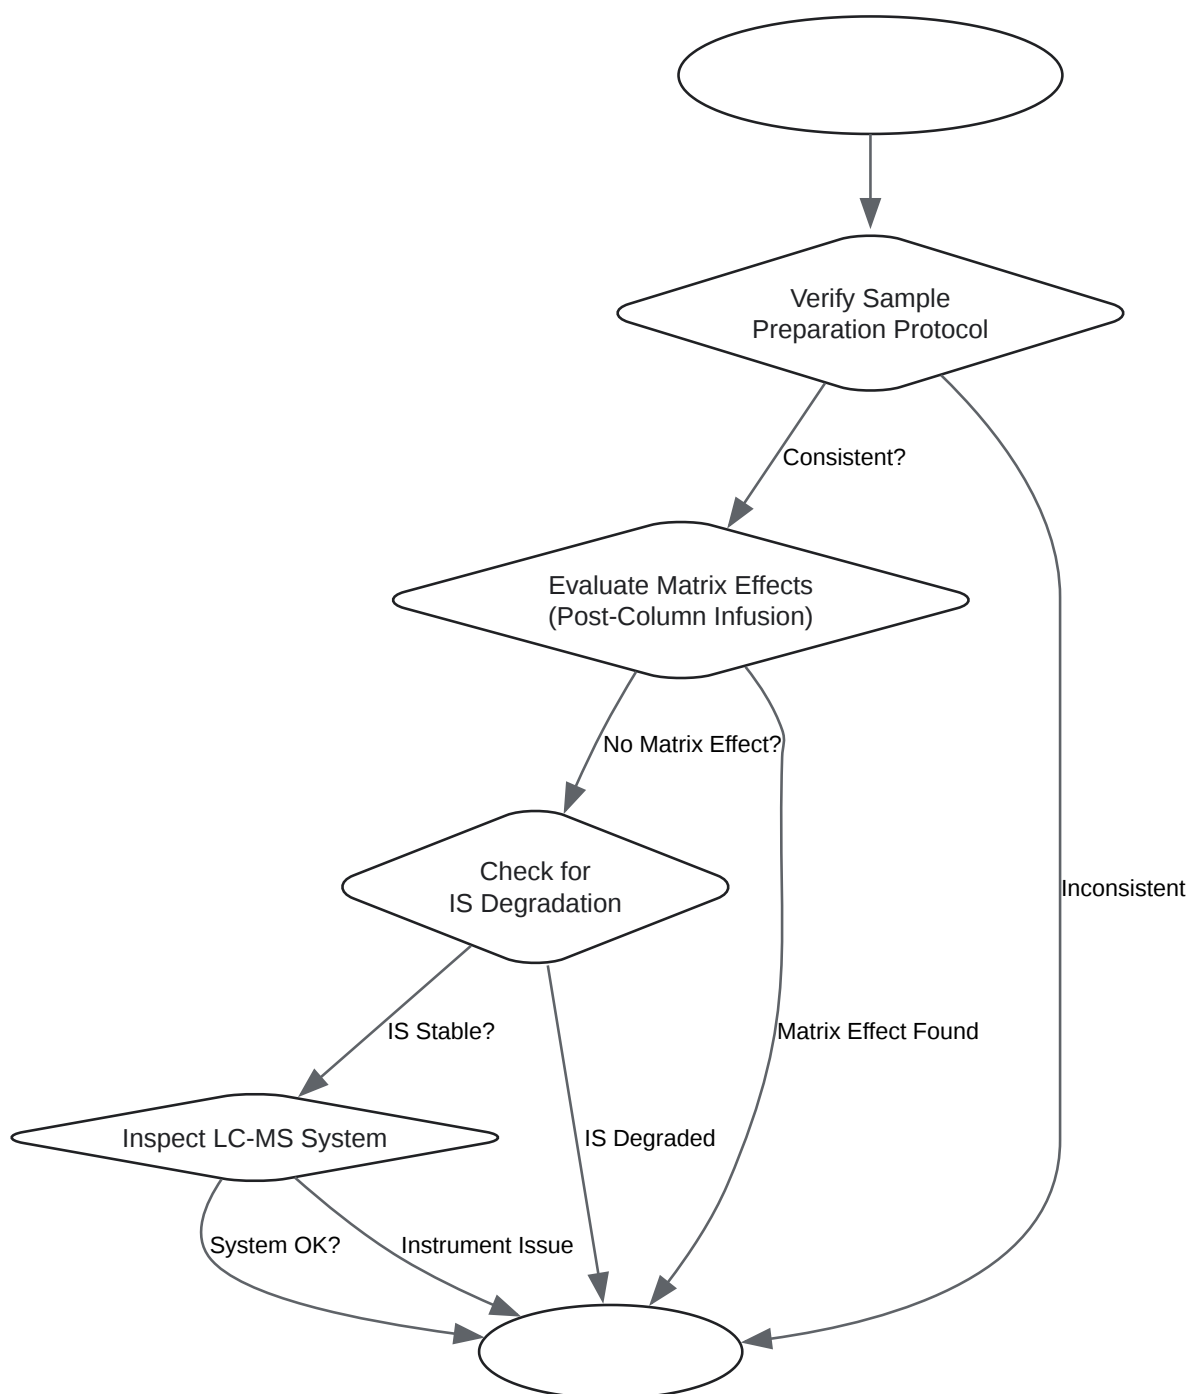 Verify Sample
Preparation Protocol
Consistent?
Evaluate Matrix Effects
(Post-Column Infusion)
No Matrix Effect?
Check for
IS Degradation
Inconsistent
IS Stable?
Matrix Effect Found
Inspect LC-MS System
IS Degraded
System OK?
Instrument Issue